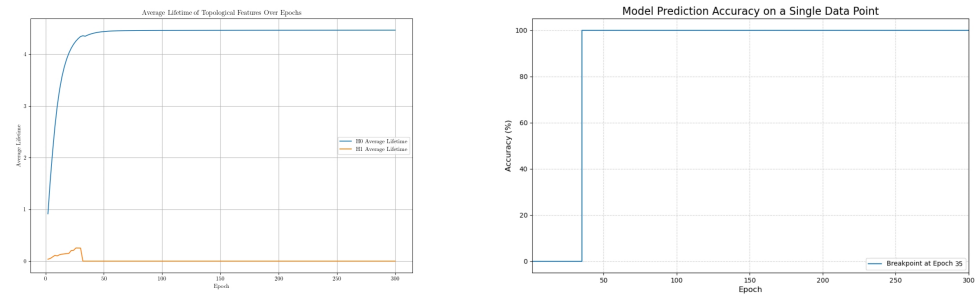 Average Lifetime of Topological Features Over Epochs
Average Lifetime
4
3
2
1
0
H0 Average Lifetime
H1 Average Lifetime
0 50 100 150 200 250 300
Epoch
Model Prediction Accuracy on a Single Data Point
Accuracy (%)
100
80
60
40
20
0
Breakpoint at Epoch 35
50 100 150 200 250 300
Epoch